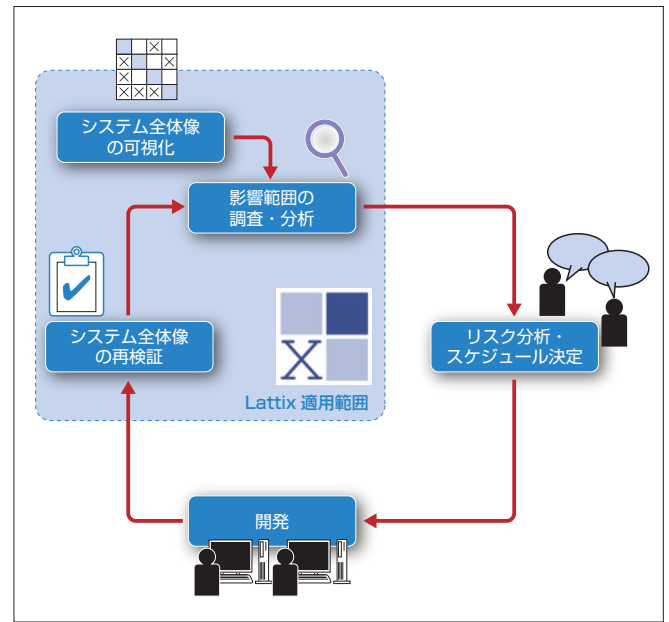 システム全体像
の可視化
影響範囲の
調査・分析
システム全体像
の再検証
リスク分析・
スケジュール決定
X
Lattix 適用範囲
開発